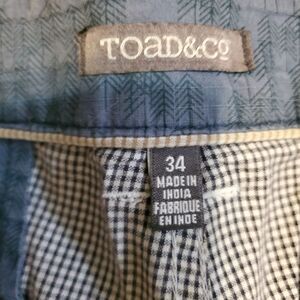 TOAD&CO
34
MADE IN
INDIA
FABRIQUE
EN INDE